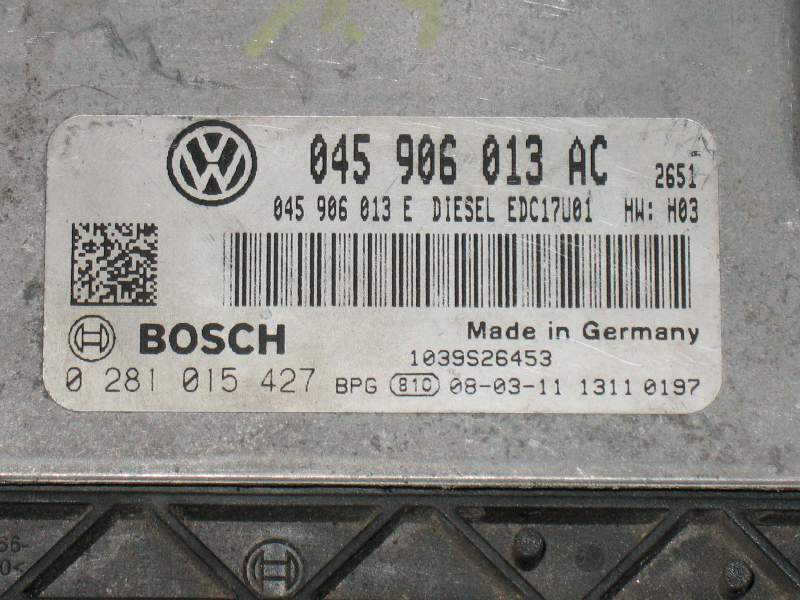 045 906 013 AC 2651
045 906 013 E DIESEL EDC17U01 HW: H03
BOSCH Made in Germany
1039S26453
0 281 015 427 BPG 81C 08-03-11 1311 0197